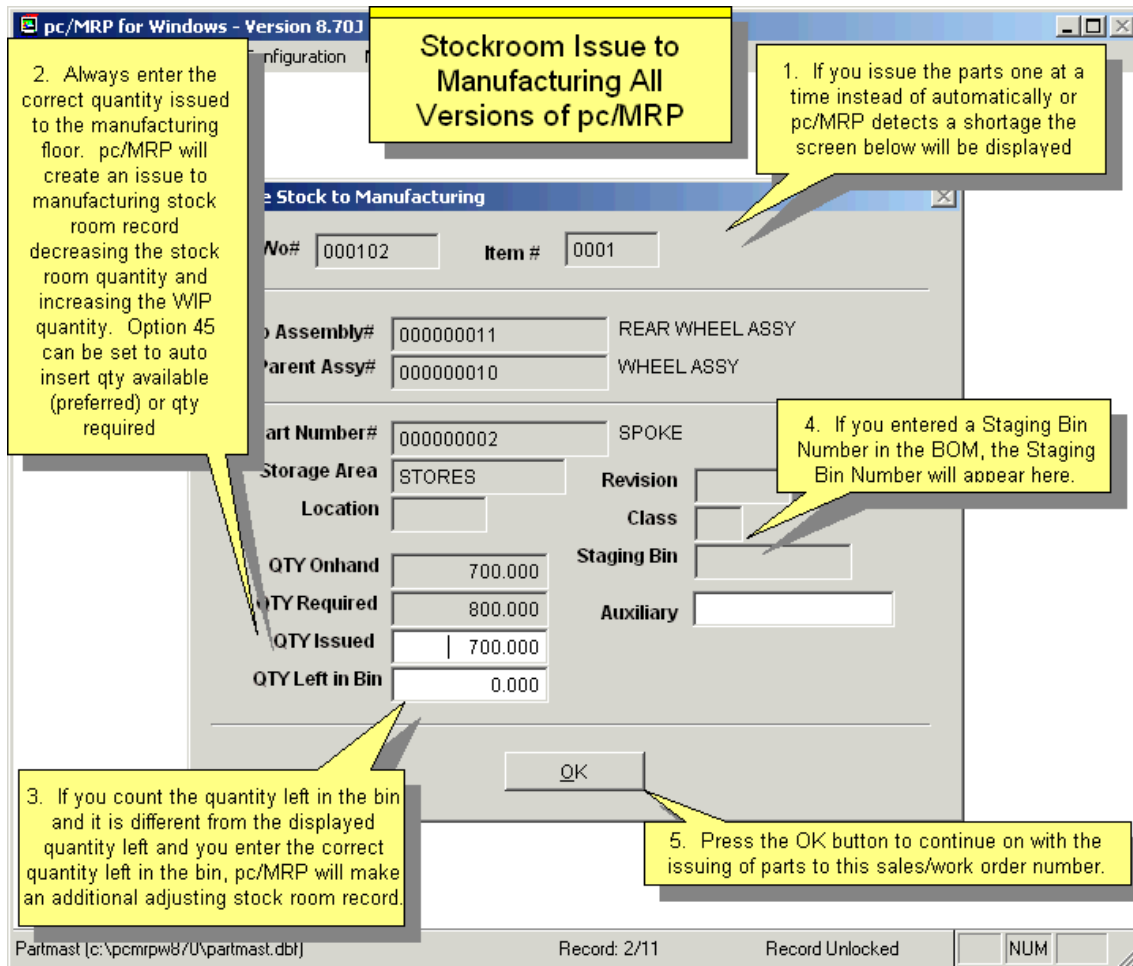 pc/MRP for Windows - Version 8.70J
onfiguration
Stockroom Issue to
Manufacturing All
Versions of pc/MRP
1. If you issue the parts one at a
time instead of automatically or
pc/MRP detects a shortage the
screen below will be displayed
2. Always enter the
correct quantity issued
to the manufacturing
floor. pc/MRP will
create an issue to
manufacturing stock
room record
decreasing the stock
room quantity and
increasing the WIP
quantity. Option 45
can be set to auto
insert qty available
(preferred) or qty
required
e Stock to Manufacturing
No# 000102 Item # 0001
Assembly# 000000011 REAR WHEEL ASSY
Parent Assy# 000000010 WHEEL ASSY
art Number# 000000002 SPOKE
Storage Area STORES Revision
Location Class
4. If you entered a Staging Bin
Number in the BOM, the Staging
Bin Number will appear here.
QTY Onhand 700.000 Staging Bin
QTY Required 800.000 Auxiliary
QTY Issued 700.000
QTY Left in Bin 0.000
OK
3. If you count the quantity left in the bin
and it is different from the displayed
quantity left and you enter the correct
quantity left in the bin, pc/MRP will make
an additional adjusting stock room record.
5. Press the OK button to continue on with the
issuing of parts to this sales/work order number.
Partmast (c:\pcmrpw870\partmast.dbf) Record: 2/11 Record Unlocked NUM